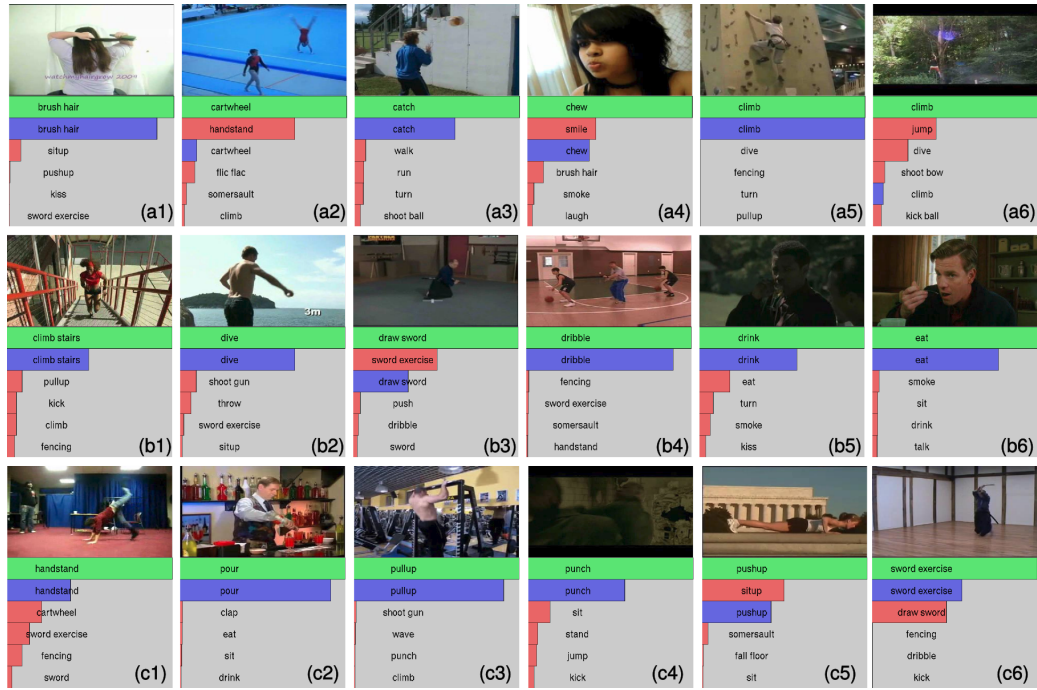 watchmyhairgrow 2004
brush hair
brush hair
situp
pushup
kiss
sword exercise
(a1)
cartwheel
handstand
cartwheel
flic flac
somersault
climb
(a2)
catch
catch
walk
run
turn
shoot ball
(a3)
chew
smile
chew
brush hair
smoke
laugh
(a4)
climb
climb
dive
fencing
turn
pullup
(a5)
climb
jump
dive
shoot bow
climb
kick ball
(a6)
climb stairs
climb stairs
pullup
kick
climb
fencing
(b1)
3m
dive
dive
shoot gun
throw
sword exercise
situp
(b2)
draw sword
sword exercise
draw sword
push
dribble
sword
(b3)
dribble
dribble
fencing
sword exercise
somersault
handstand
(b4)
drink
drink
eat
turn
smoke
kiss
(b5)
eat
eat
smoke
sit
drink
talk
(b6)
handstand
handstand
cartwheel
sword exercise
fencing
sword
(c1)
pour
pour
clap
eat
sit
drink
(c2)
pullup
pullup
shoot gun
wave
punch
climb
(c3)
punch
punch
sit
stand
jump
kick
(c4)
pushup
situp
pushup
somersault
fall floor
sit
(c5)
sword exercise
sword exercise
draw sword
fencing
dribble
kick
(c6)